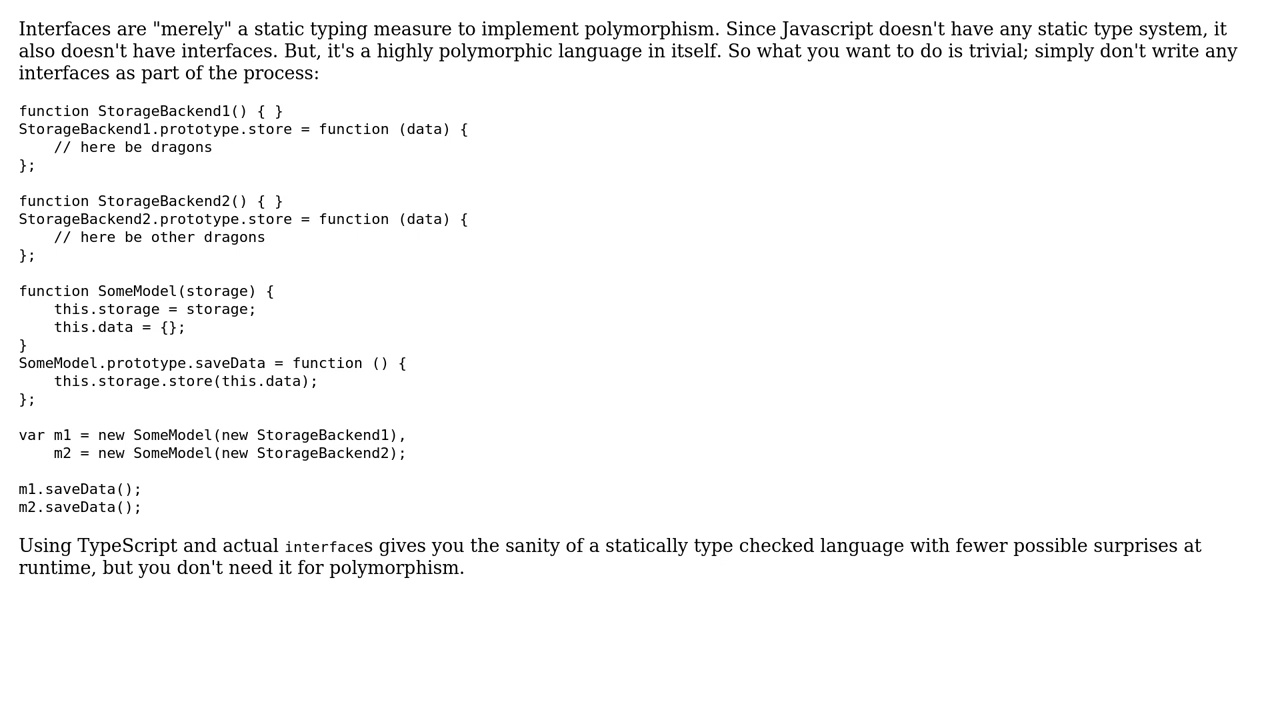 Interfaces are "merely" a static typing measure to implement polymorphism. Since Javascript doesn't have any static type system, it
also doesn't have interfaces. But, it's a highly polymorphic language in itself. So what you want to do is trivial; simply don't write any
interfaces as part of the process:
function StorageBackend1() { }
StorageBackend1.prototype.store = function (data) {
    // here be dragons
};
function StorageBackend2() { }
StorageBackend2.prototype.store = function (data) {
    // here be other dragons
};
function SomeModel(storage) {
    this.storage = storage;
    this.data = {};
}
SomeModel.prototype.saveData = function () {
    this.storage.store(this.data);
};
var m1 = new SomeModel(new StorageBackend1),
    m2 = new SomeModel(new StorageBackend2);
m1.saveData();
m2.saveData();
Using TypeScript and actual interfaces gives you the sanity of a statically type checked language with fewer possible surprises at
runtime, but you don't need it for polymorphism.